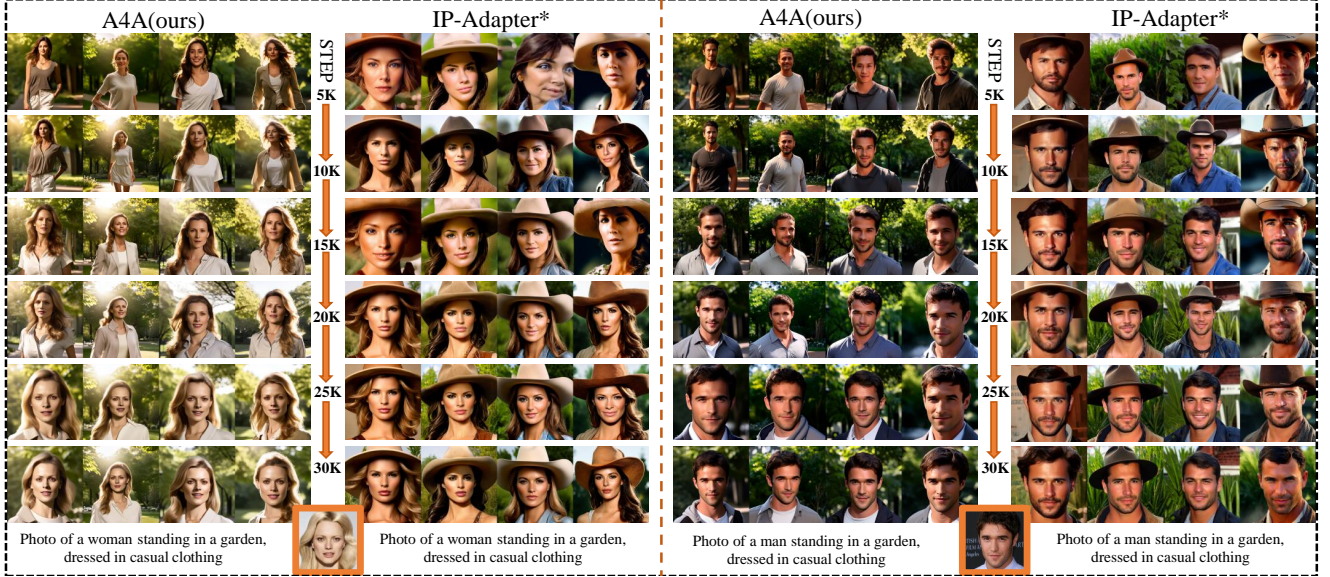 A4A(ours)
IP-Adapter*
A4A(ours)
IP-Adapter*
STEP
5K
10K
15K
20K
25K
30K
STEP
5K
10K
15K
20K
25K
30K
Photo of a woman standing in a garden,
dressed in casual clothing
Photo of a woman standing in a garden,
dressed in casual clothing
Photo of a man standing in a garden,
dressed in casual clothing
Photo of a man standing in a garden,
dressed in casual clothing